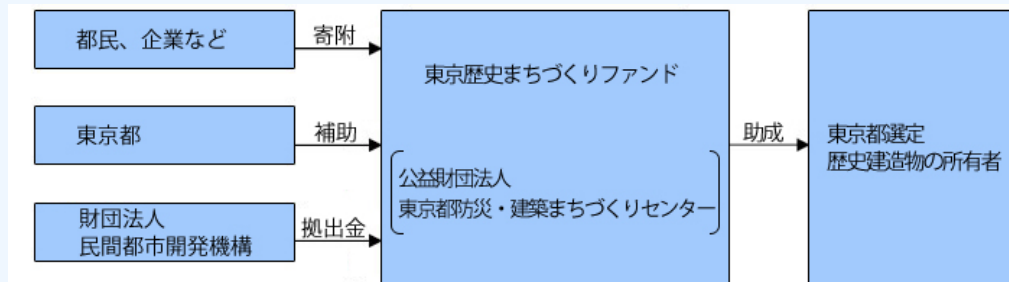 都民、企業など
寄附
東京都
補助
財団法人
民間都市開発機構
拠出金
東京歴史まちづくりファンド
公益財団法人
東京都防災・建築まちづくりセンター
助成
東京都選定
歴史建造物の所有者